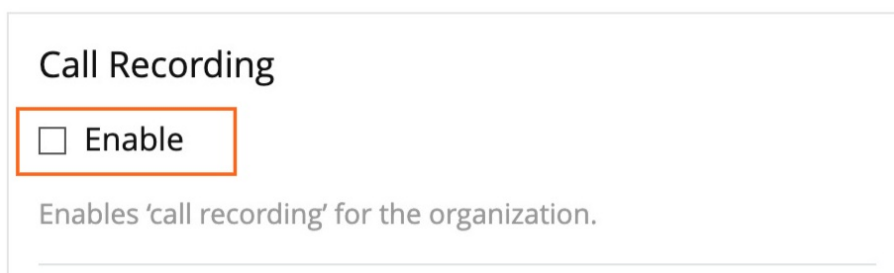 Call Recording
Enable
Enables ‘call recording’ for the organization.